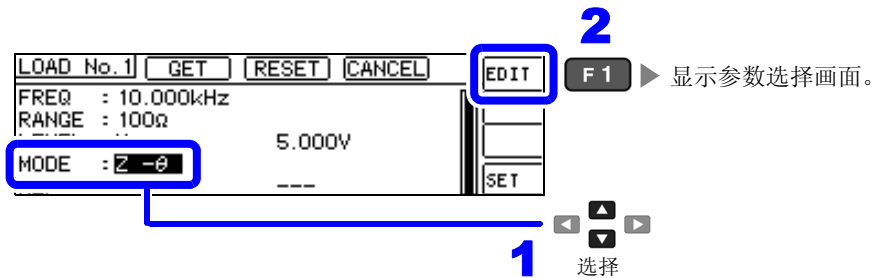 2
LOAD No.1 GET RESET CANCEL EDIT F1 显示参数选择画面。
FREQ : 10.000kHz
RANGE : 100Ω
5.000V
MODE : Z -θ
--- SET
1
选择